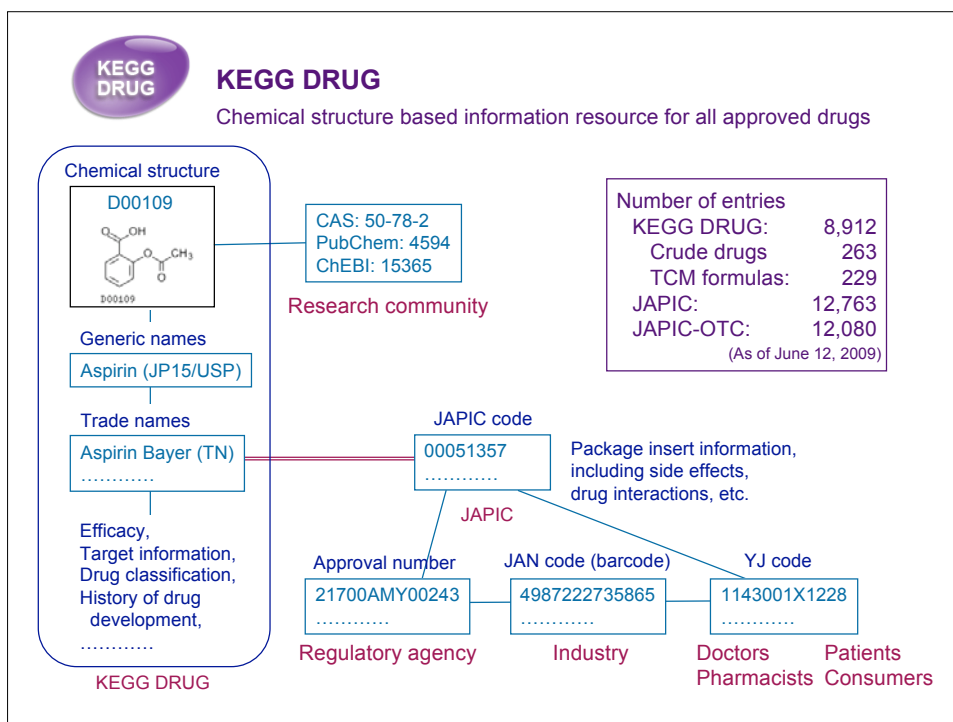 KEGG
DRUG
KEGG DRUG
Chemical structure based information resource for all approved drugs
Chemical structure
D00109
O
OH
O
CH3
O
D00109
CAS: 50-78-2
PubChem: 4594
ChEBI: 15365
Research community
Number of entries
KEGG DRUG: 8,912
Crude drugs 263
TCM formulas: 229
JAPIC: 12,763
JAPIC-OTC: 12,080
(As of June 12, 2009)
Generic names
Aspirin (JP15/USP)
Trade names
Aspirin Bayer (TN)
…………
Efficacy,
Target information,
Drug classification,
History of drug
development,
…………
KEGG DRUG
JAPIC code
00051357
…………
JAPIC
Package insert information,
including side effects,
drug interactions, etc.
Approval number
21700AMY00243
…………
Regulatory agency
JAN code (barcode)
4987222735865
…………
Industry
YJ code
1143001X1228
…………
Doctors Patients
Pharmacists Consumers